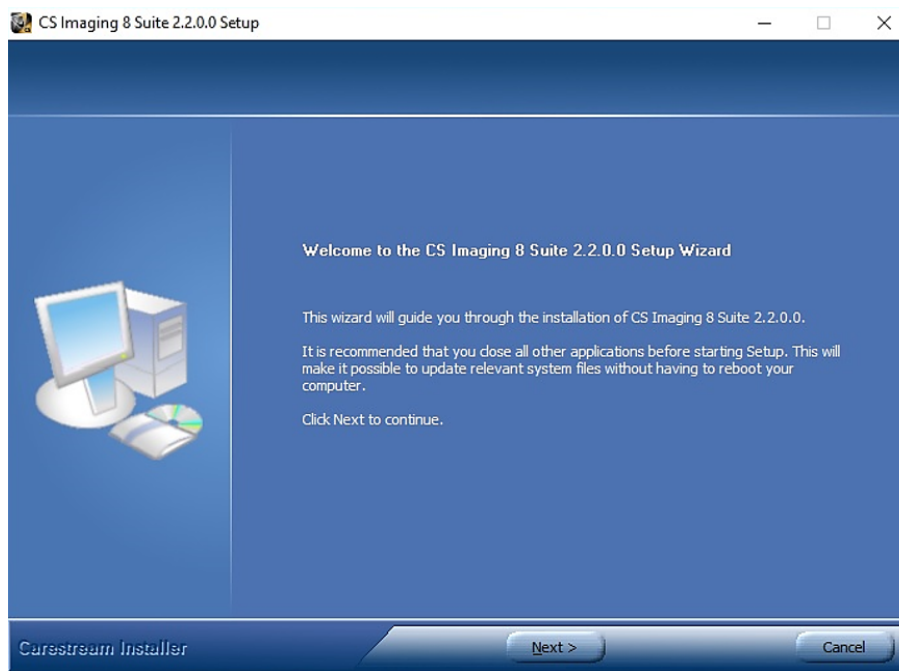 CS Imaging 8 Suite 2.2.0.0 Setup
Welcome to the CS Imaging 8 Suite 2.2.0.0 Setup Wizard
This wizard will guide you through the installation of CS Imaging 8 Suite 2.2.0.0.
It is recommended that you close all other applications before starting Setup. This will
make it possible to update relevant system files without having to reboot your
computer.
Click Next to continue.
Carestream Installer
Next >
Cancel